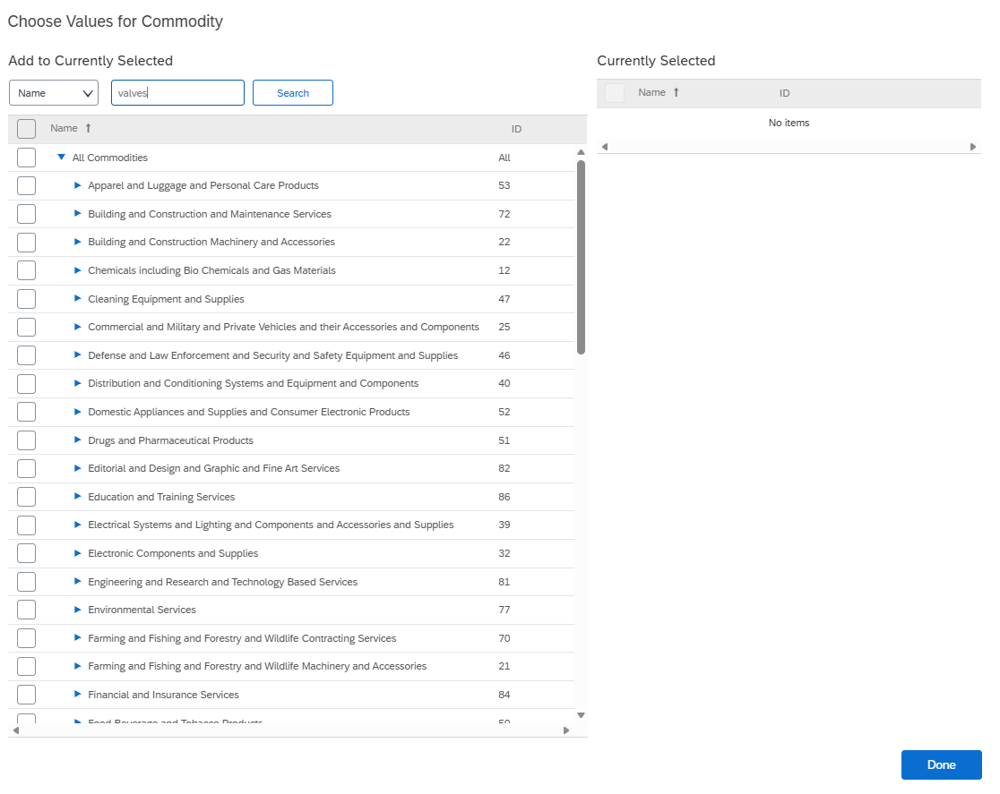 Choose Values for Commodity
Add to Currently Selected
Name valves Search
Name ↑ ID
All Commodities All
Apparel and Luggage and Personal Care Products 53
Building and Construction and Maintenance Services 72
Building and Construction Machinery and Accessories 22
Chemicals including Bio Chemicals and Gas Materials 12
Cleaning Equipment and Supplies 47
Commercial and Military and Private Vehicles and their Accessories and Components 25
Defense and Law Enforcement and Security and Safety Equipment and Supplies 46
Distribution and Conditioning Systems and Equipment and Components 40
Domestic Appliances and Supplies and Consumer Electronic Products 52
Drugs and Pharmaceutical Products 51
Editorial and Design and Graphic and Fine Art Services 82
Education and Training Services 86
Electrical Systems and Lighting and Components and Accessories and Supplies 39
Electronic Components and Supplies 32
Engineering and Research and Technology Based Services 81
Environmental Services 77
Farming and Fishing and Forestry and Wildlife Contracting Services 70
Farming and Fishing and Forestry and Wildlife Machinery and Accessories 21
Financial and Insurance Services 84
Food Beverage and Tobacco Products 50
Currently Selected
Name ↑ ID
No items
Done